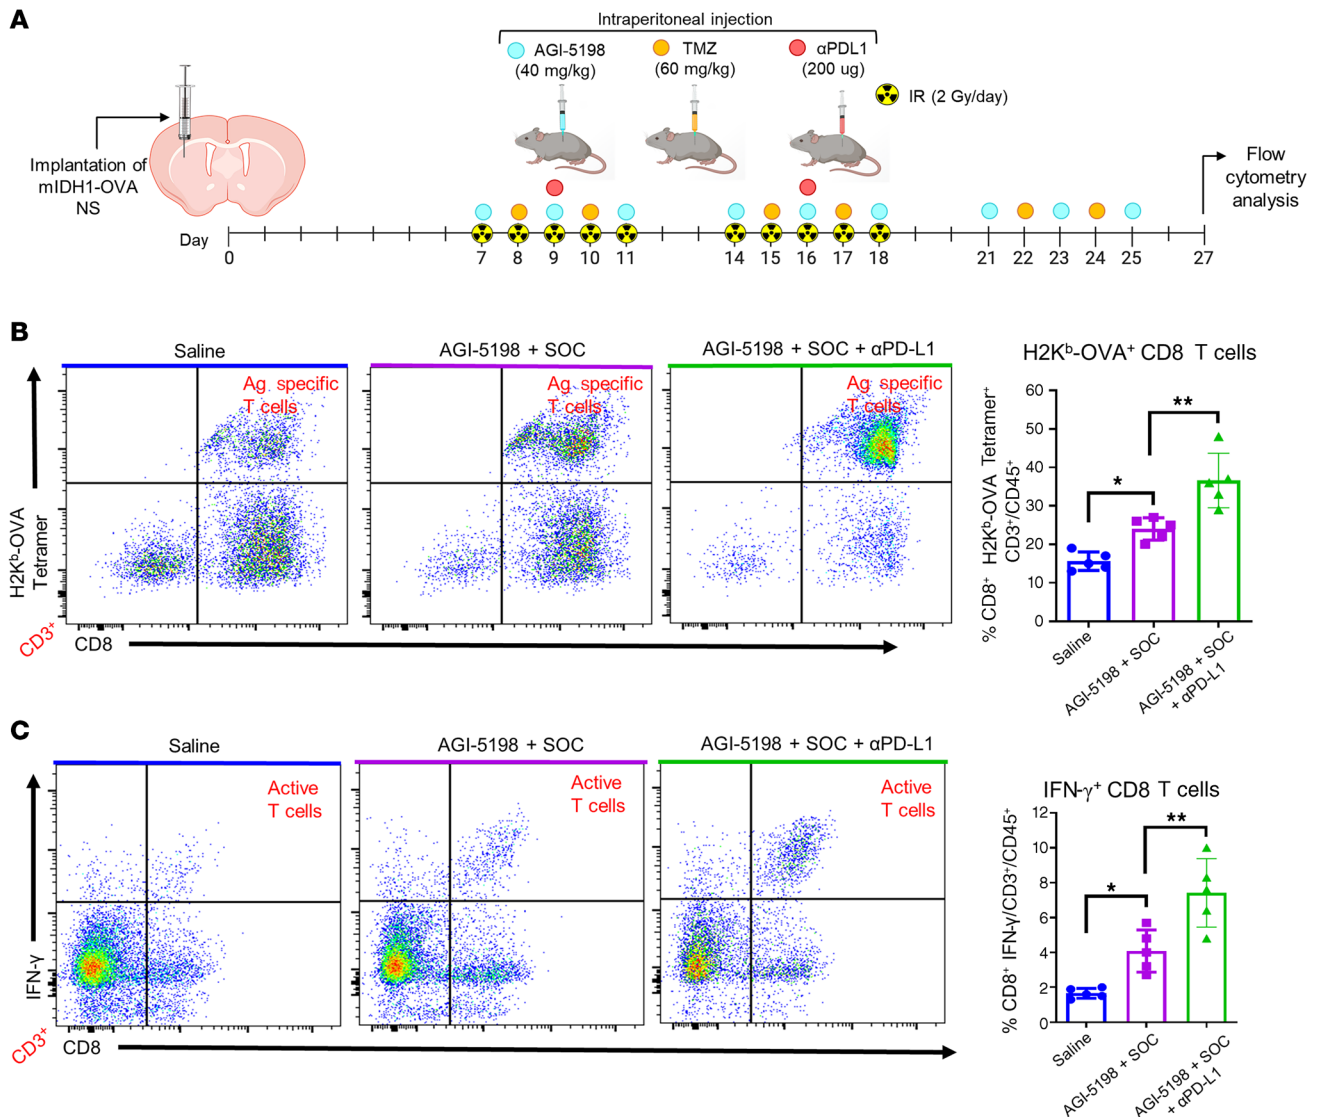 A
Intraperitoneal injection
AGI-5198
(40 mg/kg)
TMZ
(60 mg/kg)
αPDL1
(200 ug)
IR (2 Gy/day)
Implantation of
mIDH1-OVA
NS
Flow
cytometry
analysis
Day
0 7 8 9 10 11 14 15 16 17 18 21 22 23 24 25 27
B
Saline
AGI-5198 + SOC
AGI-5198 + SOC + αPD-L1
Ag specific
T cells
Ag specific
T cells
Ag specific
T cells
H2Kᵇ-OVA
Tetramer
CD3⁺
CD8
H2Kᵇ-OVA⁺ CD8 T cells
% CD8⁺ H2Kᵇ-OVA Tetramer⁺
CD3⁺/CD45⁺
60
50
40
30
20
10
0
*
**
Saline
AGI-5198 + SOC
AGI-5198 + SOC
+ αPD-L1
C
Saline
AGI-5198 + SOC
AGI-5198 + SOC + αPD-L1
Active
T cells
Active
T cells
Active
T cells
IFN-γ
CD3⁺
CD8
IFN-γ⁺ CD8 T cells
% CD8⁺ IFN-γ/CD3⁺/CD45⁺
12
10
8
6
4
2
0
*
**
Saline
AGI-5198 + SOC
AGI-5198 + SOC
+ αPD-L1